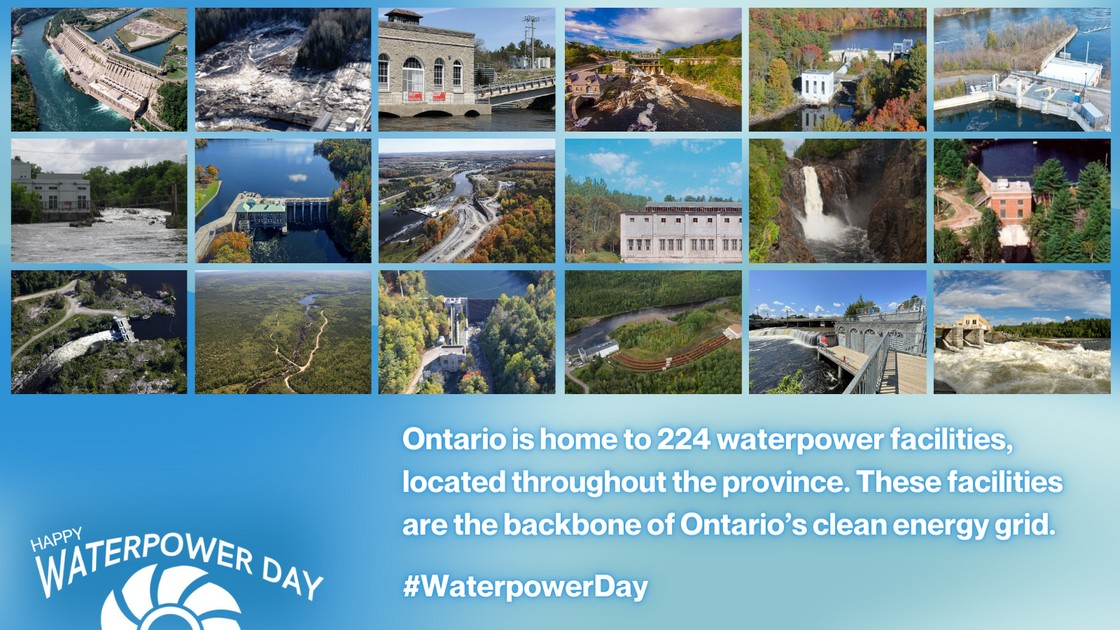 Ontario is home to 224 waterpower facilities,
located throughout the province. These facilities
are the backbone of Ontario's clean energy grid.
#WaterpowerDay
HAPPY
WATERPOWER DAY